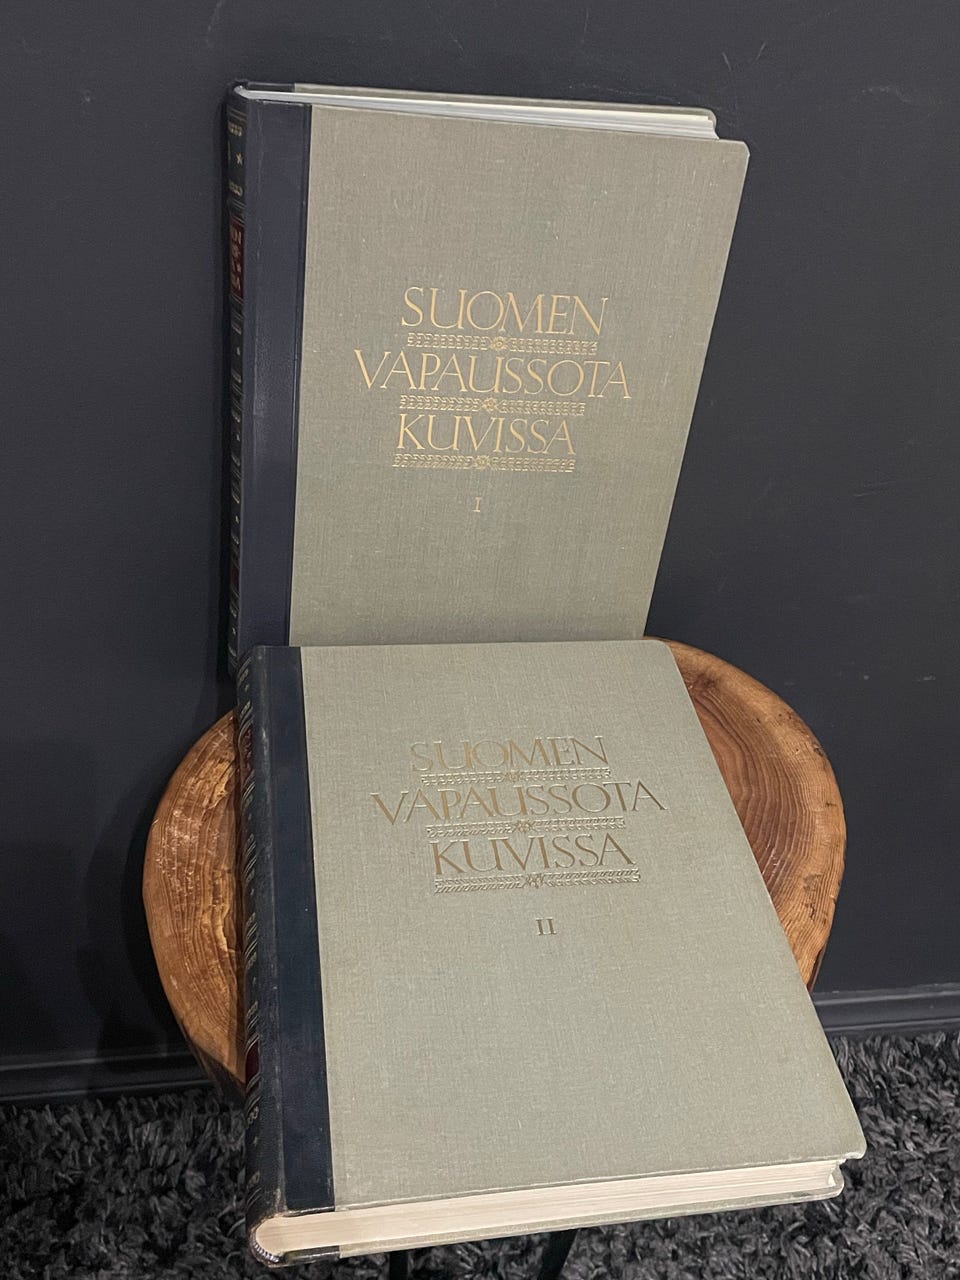 SUOMEN
VAPAUSSOTA
KUVISSA
I
SUOMEN
VAPAUSSOTA
KUVISSA
II